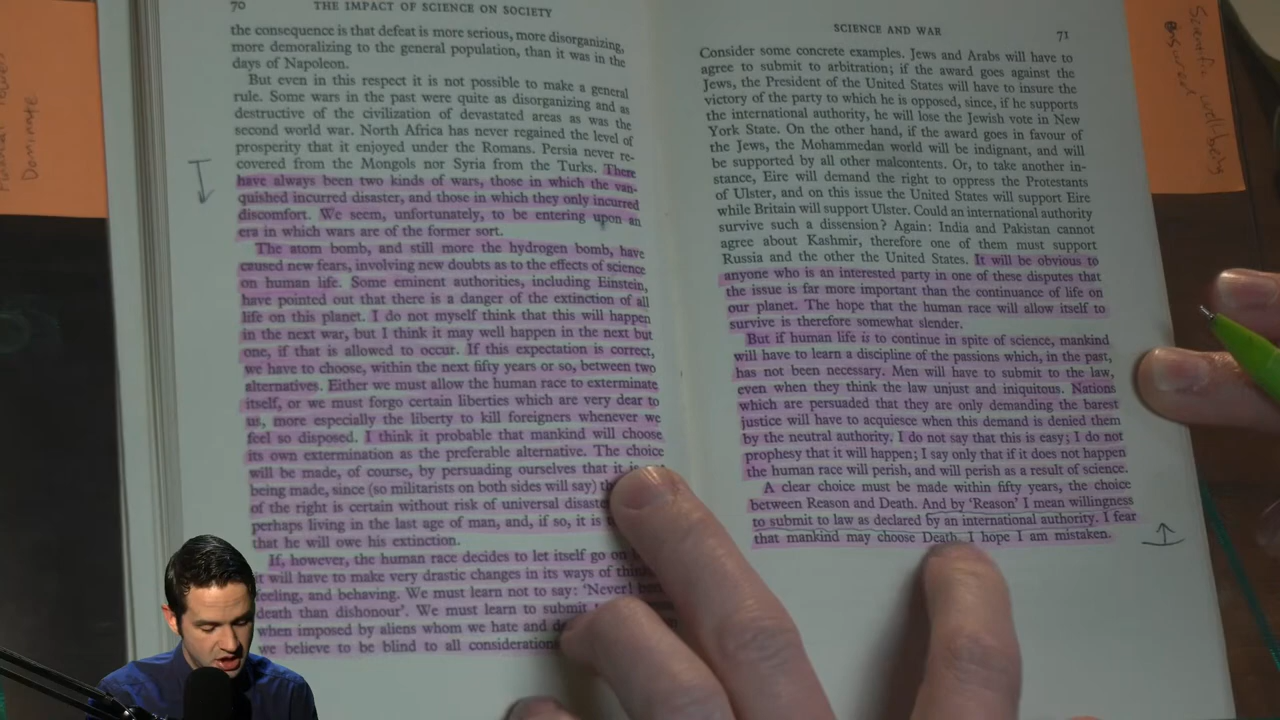 70
THE IMPACT OF SCIENCE ON SOCIETY
the consequence is that defeat is more serious, more disorganizing,
more demoralizing to the general population, than it was in the
days of Napoleon.
But even in this respect it is not possible to make a general
rule. Some wars in the past were quite as disorganizing and as
destructive of the civilization of devastated areas as was the
second world war. North Africa has never regained the level of
prosperity that it enjoyed under the Romans. Persia never re-
covered from the Mongols nor Syria from the Turks. There
have always been two kinds of wars, those in which the van-
quished incurred disaster, and those in which they only incurred
discomfort. We seem, unfortunately, to be entering upon an
era in which wars are of the former sort.
The atom bomb, and still more the hydrogen bomb, have
caused new fears, involving new doubts as to the effects of science
on human life. Some eminent authorities, including Einstein,
have pointed out that there is a danger of the extinction of all
life on this planet. I do not myself think that this will happen
in the next war, but I think it may well happen in the next but
one, if that is allowed to occur. If this expectation is correct,
we have to choose, within the next fifty years or so, between two
alternatives. Either we must allow the human race to exterminate
itself, or we must forgo certain liberties which are very dear to
us, more especially the liberty to kill foreigners whenever we
feel so disposed. I think it probable that mankind will choose
its own extermination as the preferable alternative. The choice
will be made, of course, by persuading ourselves that it is
being made, since (so militarists on both sides will say)
of the right is certain without risk of universal disaste
perhaps living in the last age of man, and, if so, it is
that he will owe his extinction.
If, however, the human race decides to let itself go on
it will have to make very drastic changes in its ways of
feeling, and behaving. We must learn not to say: 'Never!
death than dishonour'. We must learn to submit
when imposed by aliens whom we hate and
we believe to be blind to all considerations
SCIENCE AND WAR
71
Consider some concrete examples. Jews and Arabs will have to
agree to submit to arbitration; if the award goes against the
Jews, the President of the United States will have to insure the
victory of the party to which he is opposed, since, if he supports
the international authority, he will lose the Jewish vote in New
York State. On the other hand, if the award goes in favour of
the Jews, the Mohammedan world will be indignant, and will
be supported by all other malcontents. Or, to take another in-
stance, Eire will demand the right to oppress the Protestants
of Ulster, and on this issue the United States will support Eire
while Britain will support Ulster. Could an international authority
survive such a dissension? Again: India and Pakistan cannot
agree about Kashmir, therefore one of them must support
Russia and the other the United States. It will be obvious to
anyone who is an interested party in one of these disputes that
the issue is far more important than the continuance of life on
our planet. The hope that the human race will allow itself to
survive is therefore somewhat slender.
But if human life is to continue in spite of science, mankind
will have to learn a discipline of the passions which, in the past,
has not been necessary. Men will have to submit to the law,
even when they think the law unjust and iniquitous. Nations
which are persuaded that they are only demanding the barest
justice will have to acquiesce when this demand is denied them
by the neutral authority. I do not say that this is easy; I do not
prophesy that it will happen; I say only that if it does not happen
the human race will perish, and will perish as a result of science.
A clear choice must be made within fifty years, the choice
between Reason and Death. And by 'Reason' I mean willingness
to submit to law as declared by an international authority. I fear
that mankind may choose Death. I hope I am mistaken.
Dominate
Scientific well-being